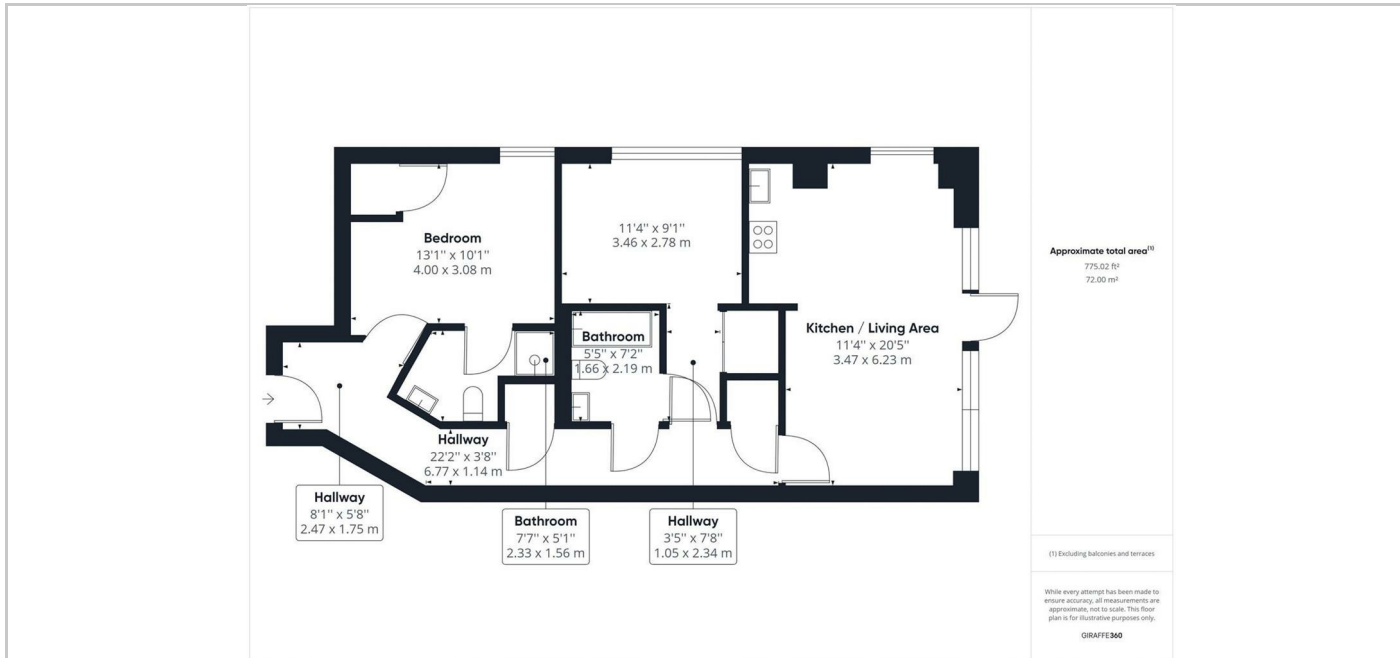 Bedroom
13'1'' x 10'1''
4.00 x 3.08 m
11'4'' x 9'1''
3.46 x 2.78 m
Kitchen / Living Area
11'4'' x 20'5''
3.47 x 6.23 m
Bathroom
5'5'' x 7'2''
1.66 x 2.19 m
Hallway
22'2'' x 3'8''
6.77 x 1.14 m
Hallway
8'1'' x 5'8''
2.47 x 1.75 m
Bathroom
7'7'' x 5'1''
2.33 x 1.56 m
Hallway
3'5'' x 7'8''
1.05 x 2.34 m
Approximate total area(1)
775.02 ft²
72.00 m²
(1) Excluding balconies and terraces
While every attempt has been made to
ensure accuracy, all measurements are
approximate, not to scale. This floor
plan is for illustrative purposes only.
GIRAFFE360